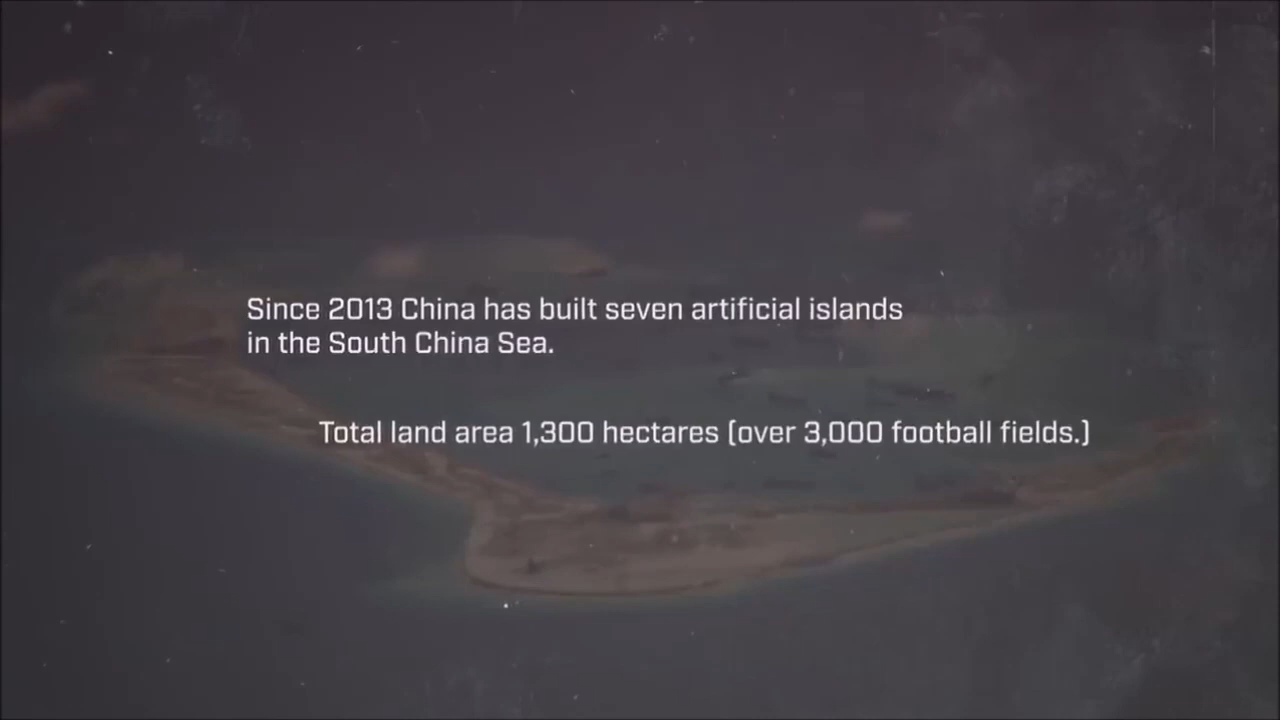 Since 2013 China has built seven artificial islands
in the South China Sea.
Total land area 1,300 hectares (over 3,000 football fields.)